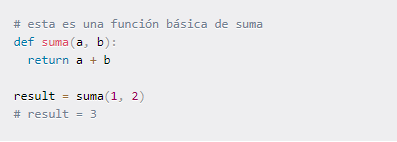 # esta es una función básica de suma
def suma(a, b):
  return a + b
result = suma(1, 2)
# result = 3